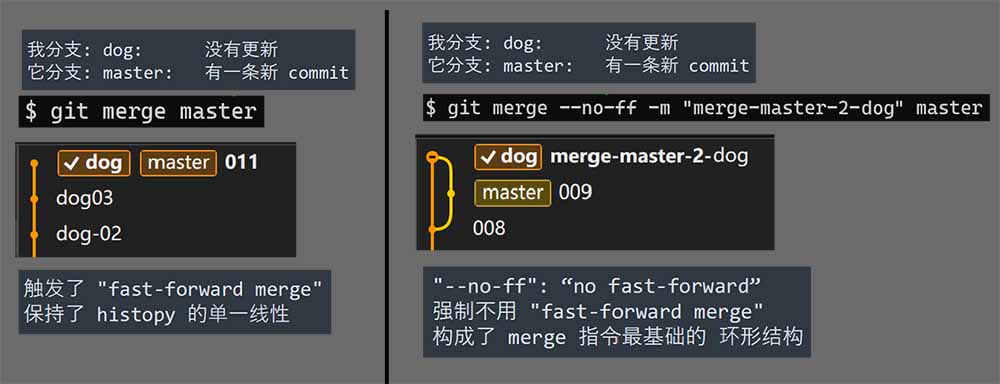 我分支: dog: 没有更新
它分支: master: 有一条新 commit
$ git merge master
dog master 011
dog03
dog-02
触发了 "fast-forward merge"
保持了 histopy 的单一线性
我分支: dog: 没有更新
它分支: master: 有一条新 commit
$ git merge --no-ff -m "merge-master-2-dog" master
dog merge-master-2-dog
master 009
008
"--no-ff": “no fast-forward”
强制不用 "fast-forward merge"
构成了 merge 指令最基础的 环形结构